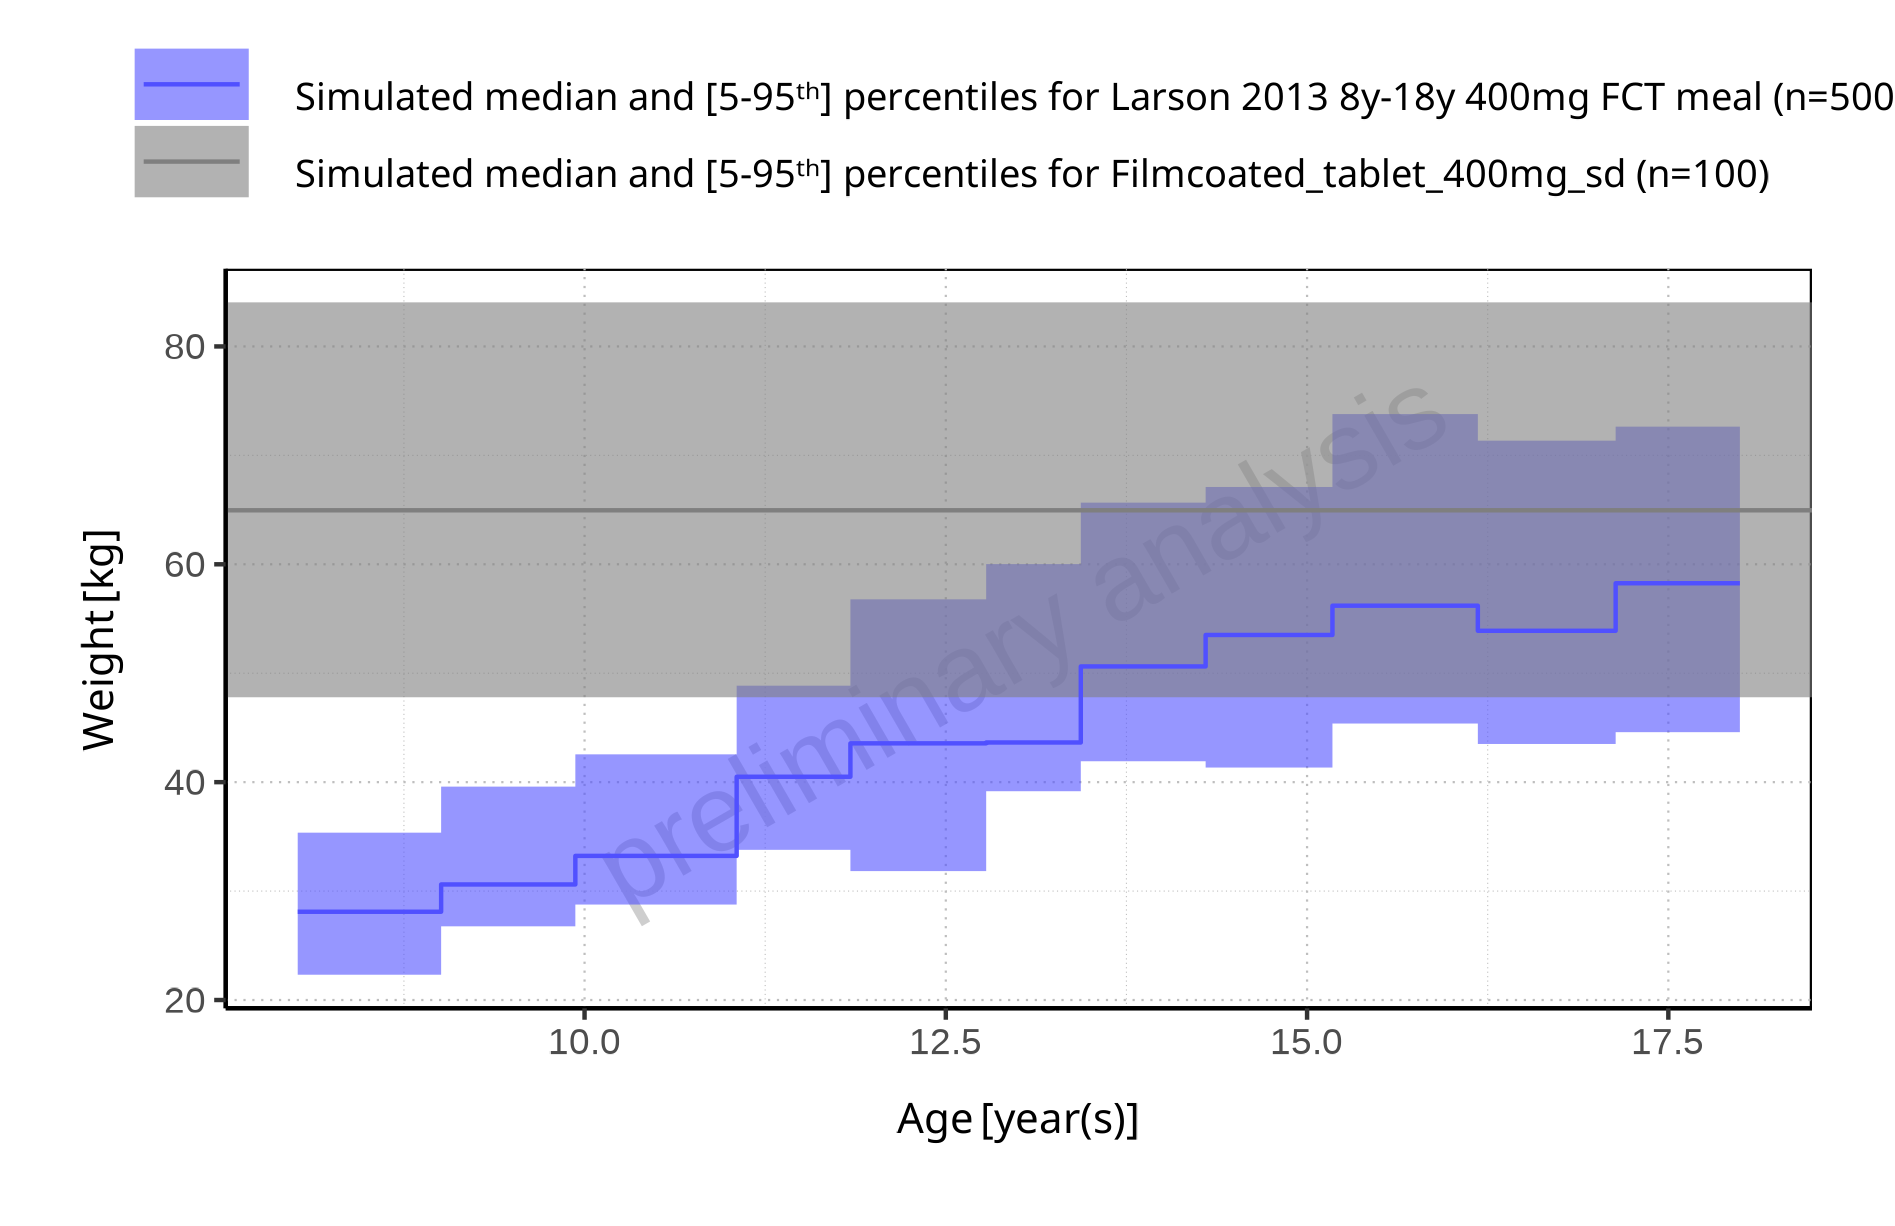 Simulated median and [5-95ᵗʰ] percentiles for Larson 2013 8y-18y 400mg FCT meal (n=500
Simulated median and [5-95ᵗʰ] percentiles for Filmcoated_tablet_400mg_sd (n=100)
80
60
40
20
Weight [kg]
preliminary analysis
10.0 12.5 15.0 17.5
Age [year(s)]